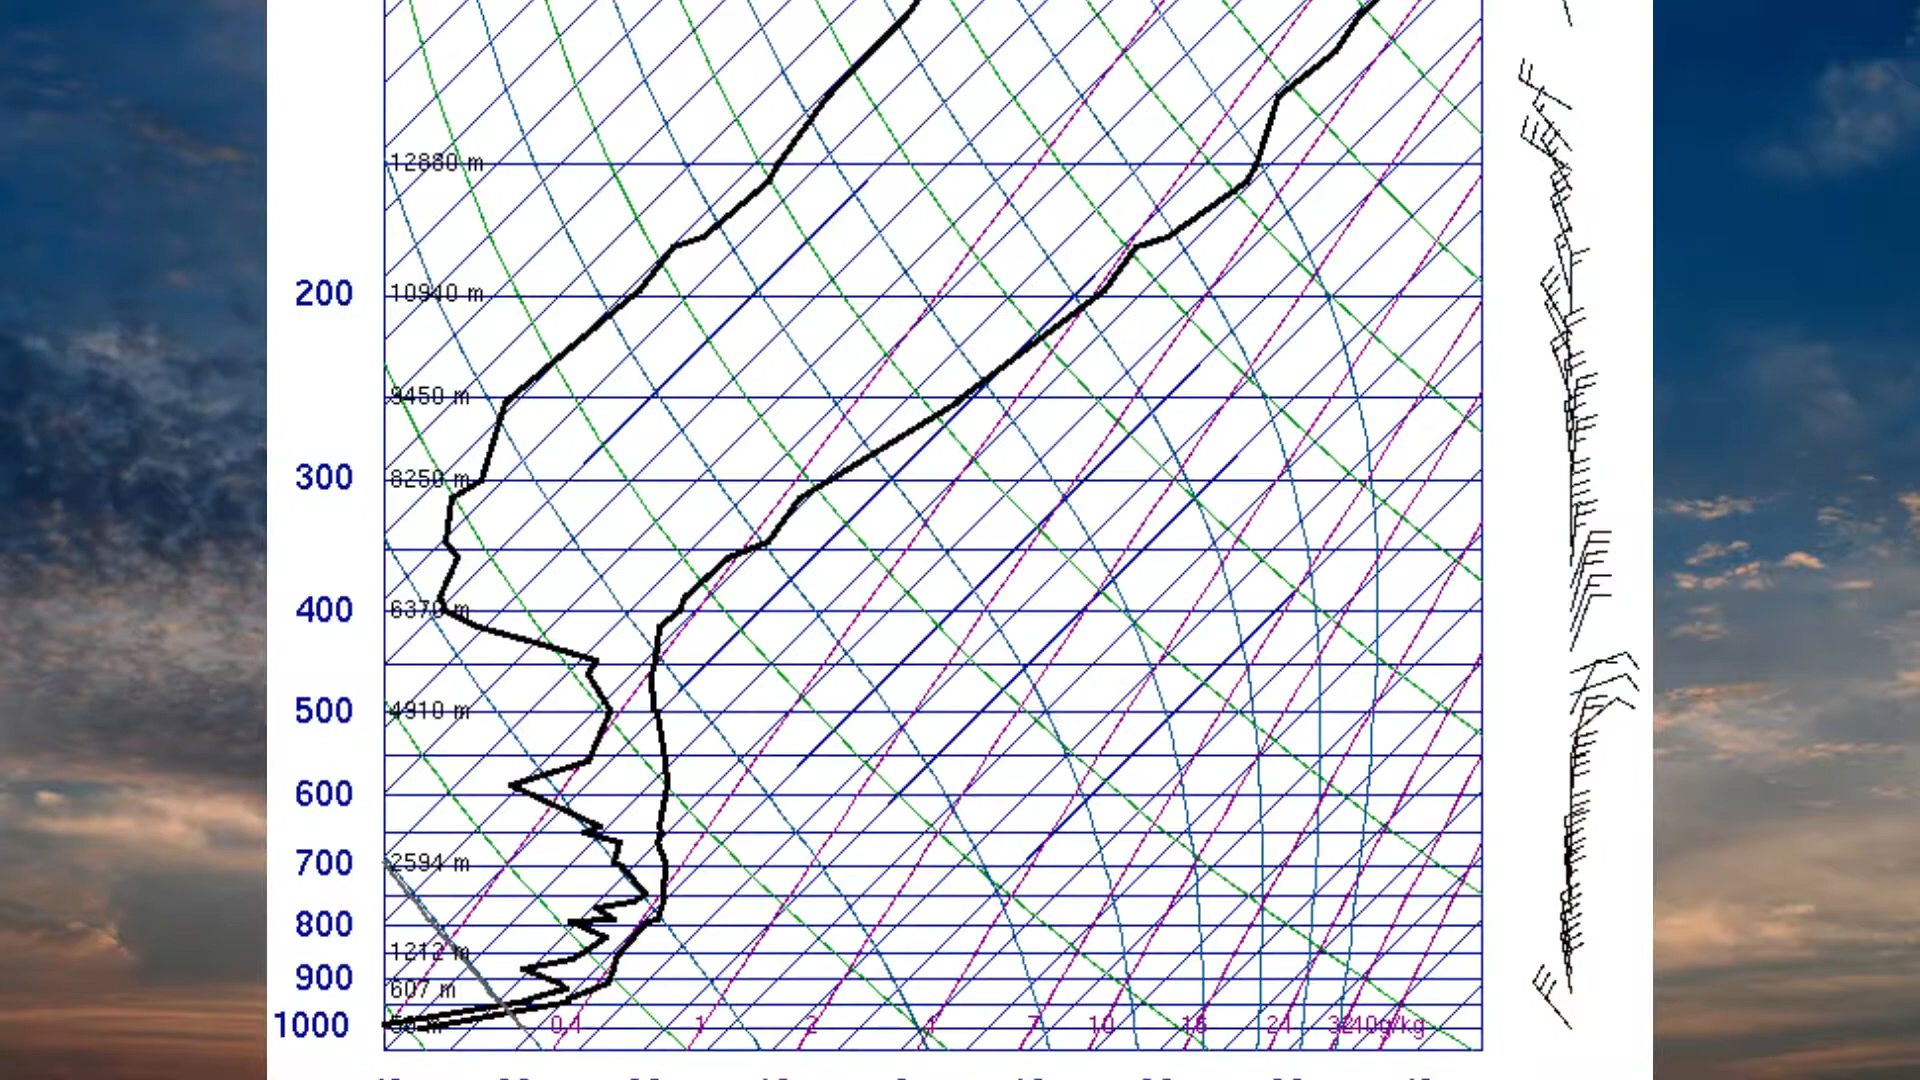 12880 m
200 10940 m
9450 m
300 8250 m
400 6370 m
500 4910 m
600
700 2594 m
800
1212 m
900
607 m
1000 0.4 1 2 4 7 10 16 24 32 40g/kg